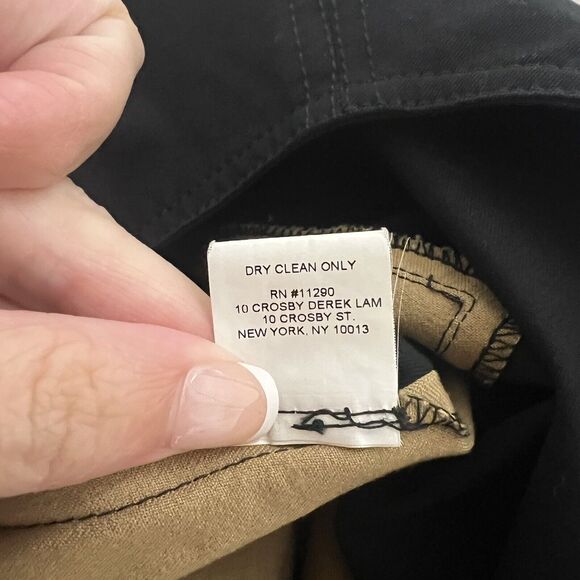 DRY CLEAN ONLY
RN #11290
10 CROSBY DEREK LAM
10 CROSBY ST.
NEW YORK, NY 10013